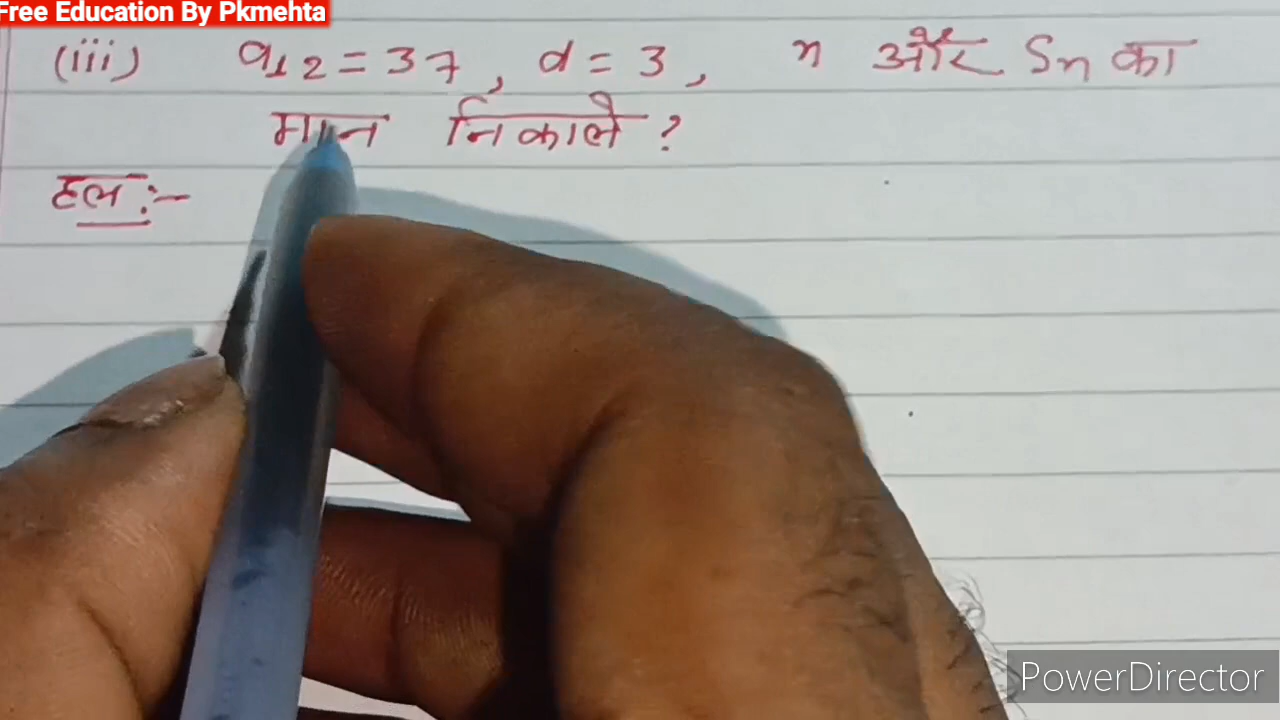 Free Education By Pkmehta
(iii) a₁₂ = 37, d = 3, n और Sn का
मान निकाले ?
हल :-
PowerDirector